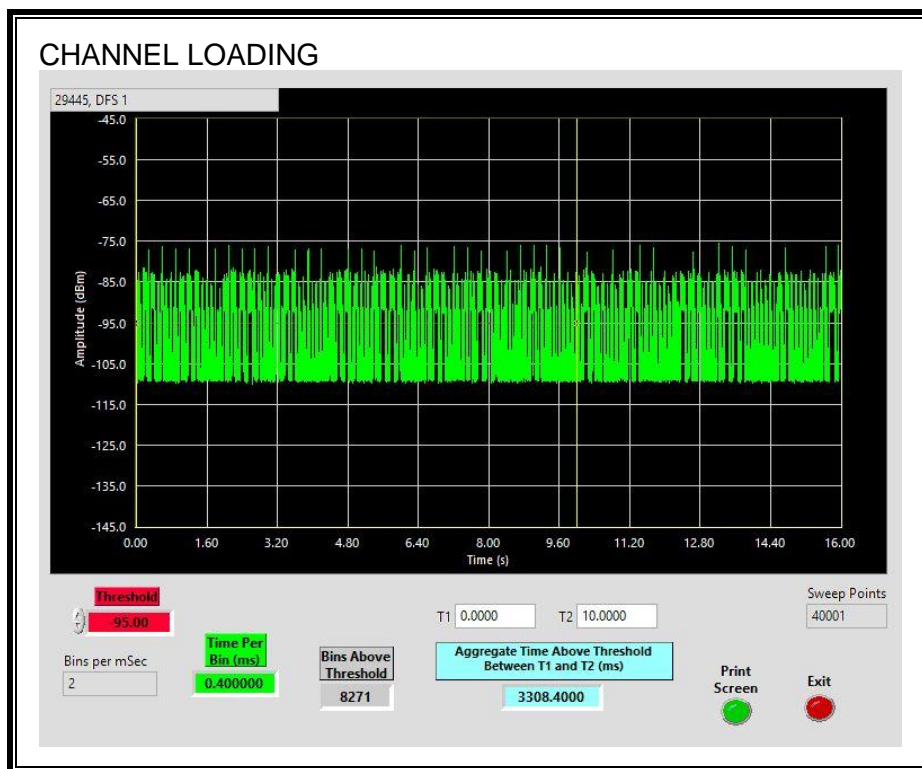 CHANNEL LOADING
29445, DFS 1
Amplitude (dBm)
-45.0
-55.0
-65.0
-75.0
-85.0
-95.0
-105.0
-115.0
-125.0
-135.0
-145.0
0.00 1.60 3.20 4.80 6.40 8.00 9.60 11.20 12.80 14.40 16.00
Time (s)
Threshold
-95.00
Bins per mSec
2
Time Per
Bin (ms)
0.400000
Bins Above
Threshold
8271
T1 0.0000 T2 10.0000
Aggregate Time Above Threshold
Between T1 and T2 (ms)
3308.4000
Sweep Points
40001
Print
Screen
Exit